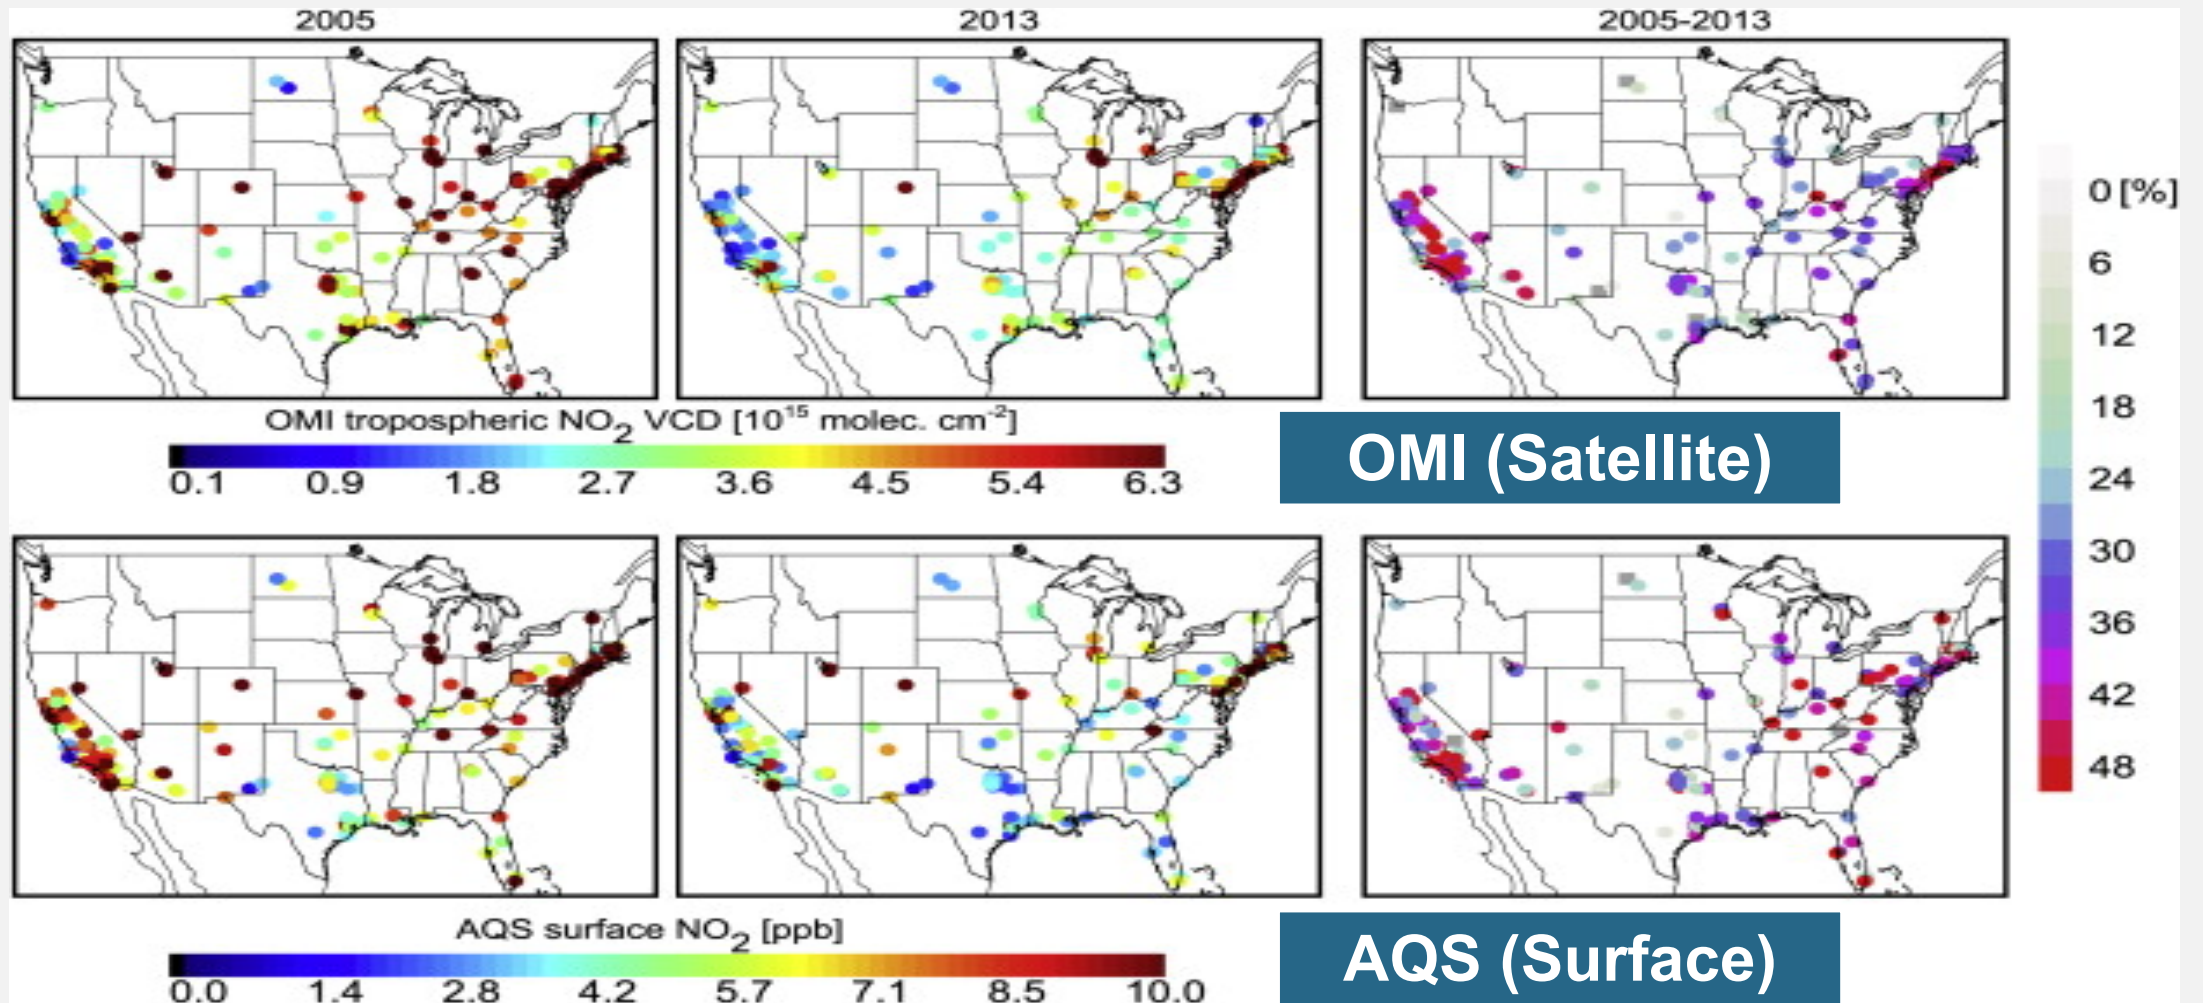 2005 2013 2005-2013
0 [%]
6
12
18
24
30
36
42
48
OMI tropospheric NO₂ VCD [10¹⁵ molec. cm⁻²]
0.1 0.9 1.8 2.7 3.6 4.5 5.4 6.3
OMI (Satellite)
AQS surface NO₂ [ppb]
0.0 1.4 2.8 4.2 5.7 7.1 8.5 10.0
AQS (Surface)